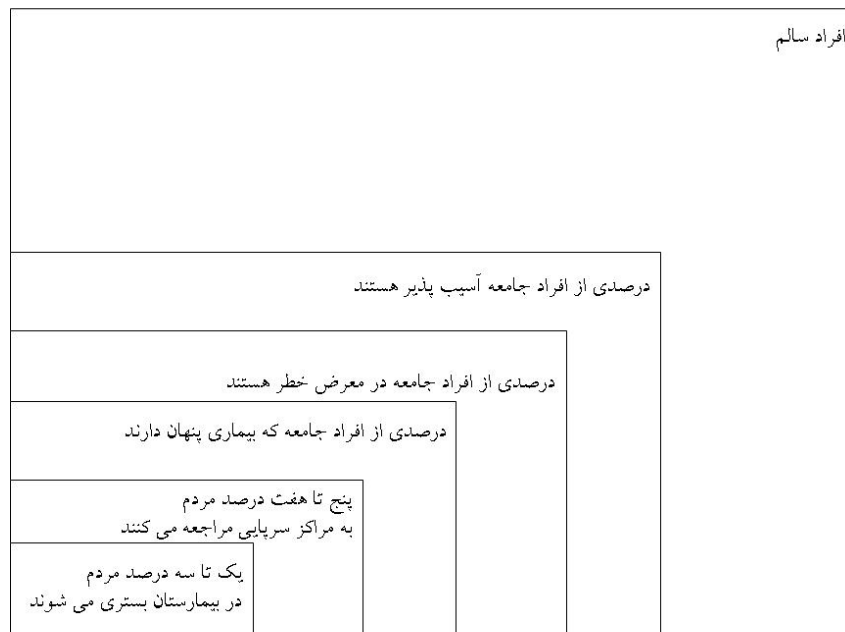 افراد سالم
درصدی از افراد جامعه آسیب پذیر هستند
درصدی از افراد جامعه در معرض خطر هستند
درصدی از افراد جامعه که بیماری پنهان دارند
پنج تا هفت درصد مردم
به مراکز سرپایی مراجعه می کنند
یک تا سه درصد مردم
در بیمارستان بستری می شوند